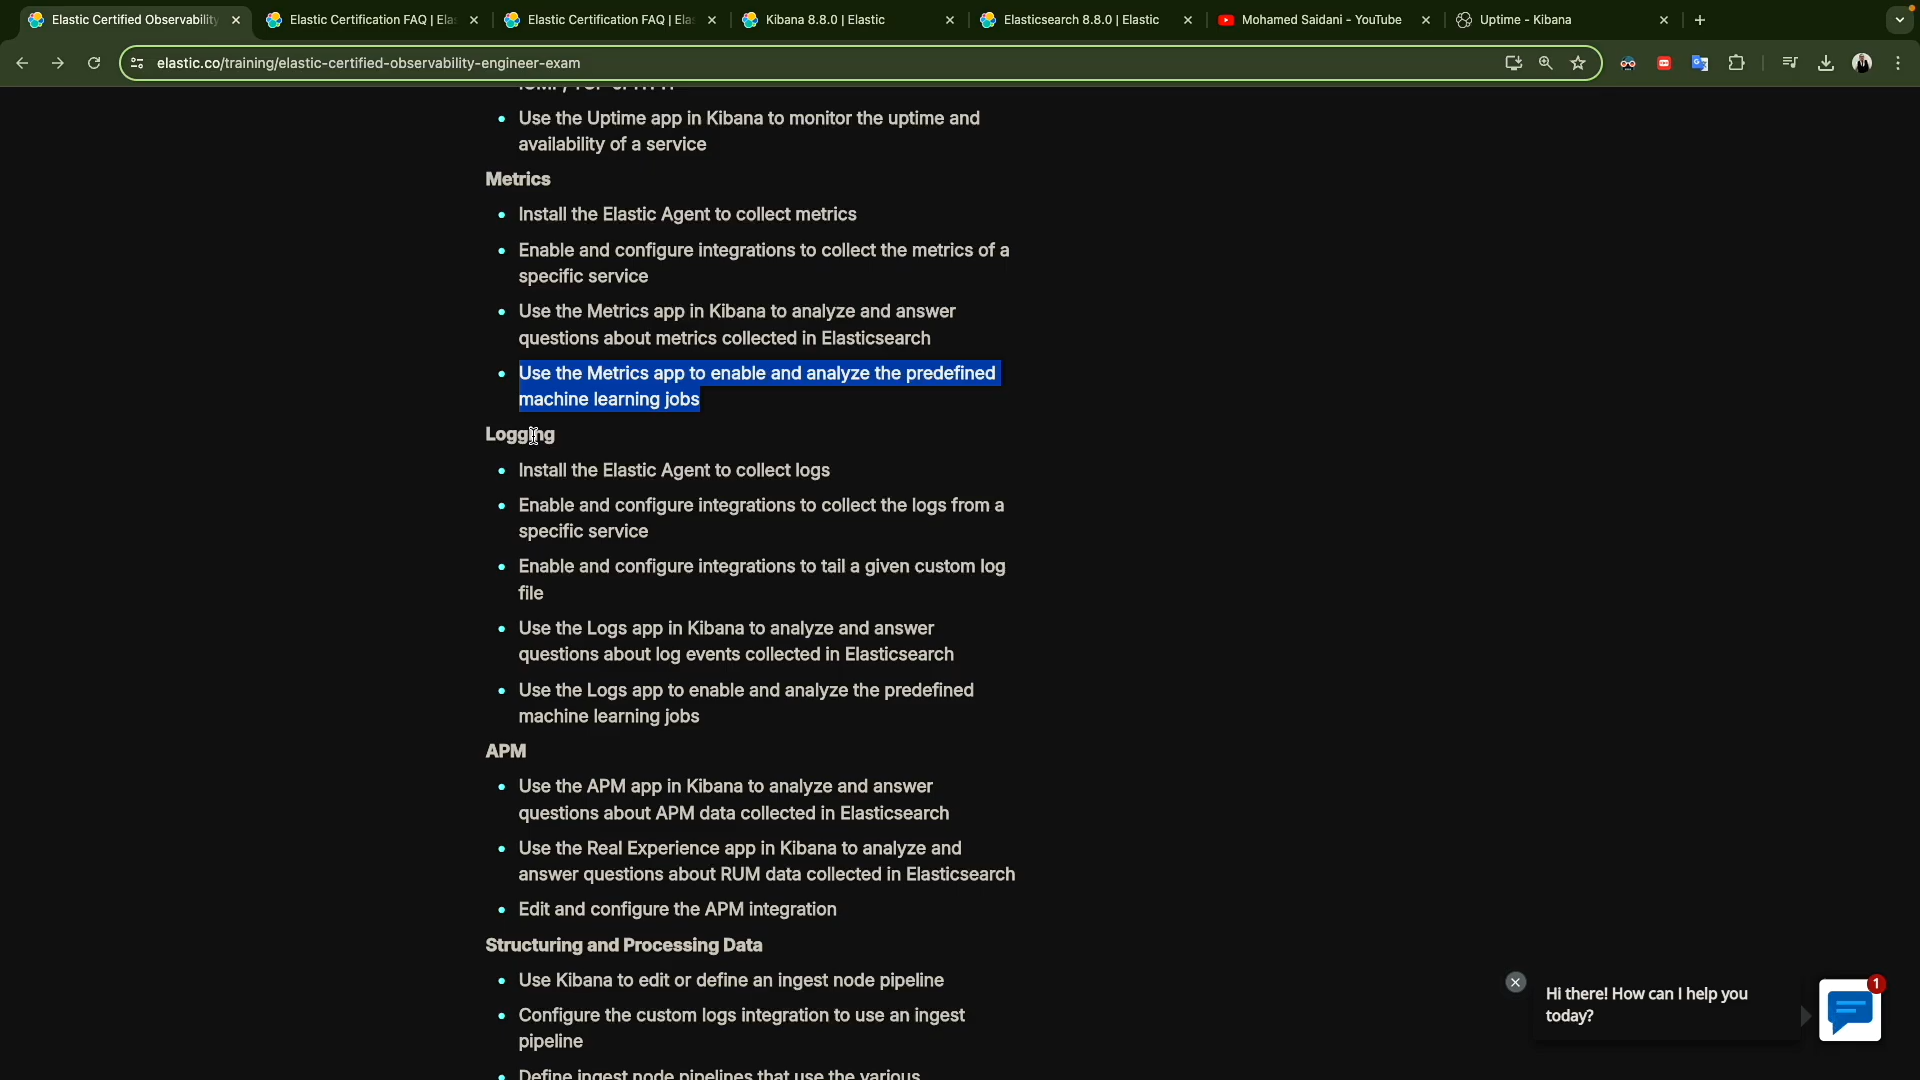 Elastic Certified Observability
Elastic Certification FAQ | Ela
Elastic Certification FAQ | Ela
Kibana 8.8.0 | Elastic
Elasticsearch 8.8.0 | Elastic
Mohamed Saidani - YouTube
Uptime - Kibana
elastic.co/training/elastic-certified-observability-engineer-exam
Use the Uptime app in Kibana to monitor the uptime and
availability of a service
Metrics
Install the Elastic Agent to collect metrics
Enable and configure integrations to collect the metrics of a
specific service
Use the Metrics app in Kibana to analyze and answer
questions about metrics collected in Elasticsearch
Use the Metrics app to enable and analyze the predefined
machine learning jobs
Logging
Install the Elastic Agent to collect logs
Enable and configure integrations to collect the logs from a
specific service
Enable and configure integrations to tail a given custom log
file
Use the Logs app in Kibana to analyze and answer
questions about log events collected in Elasticsearch
Use the Logs app to enable and analyze the predefined
machine learning jobs
APM
Use the APM app in Kibana to analyze and answer
questions about APM data collected in Elasticsearch
Use the Real Experience app in Kibana to analyze and
answer questions about RUM data collected in Elasticsearch
Edit and configure the APM integration
Structuring and Processing Data
Use Kibana to edit or define an ingest node pipeline
Configure the custom logs integration to use an ingest
pipeline
Define ingest node pipelines that use the various
Hi there! How can I help you
today?
1